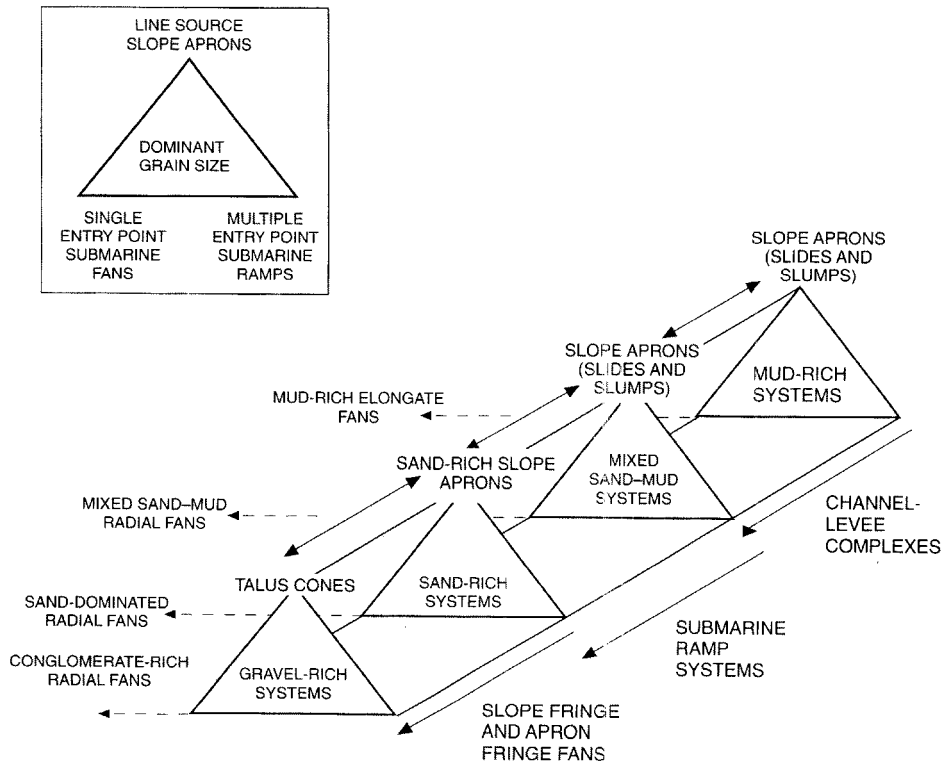 LINE SOURCE
SLOPE APRONS
DOMINANT
GRAIN SIZE
SINGLE
ENTRY POINT
SUBMARINE
FANS
MULTIPLE
ENTRY POINT
SUBMARINE
RAMPS
SLOPE APRONS
(SLIDES AND
SLUMPS)
MUD-RICH
SYSTEMS
SLOPE APRONS
(SLIDES AND
SLUMPS)
MUD-RICH ELONGATE
FANS
MIXED
SAND–MUD
SYSTEMS
SAND-RICH SLOPE
APRONS
MIXED SAND–MUD
RADIAL FANS
CHANNEL-
LEVEE
COMPLEXES
TALUS CONES
SAND-RICH
SYSTEMS
SAND-DOMINATED
RADIAL FANS
SUBMARINE
RAMP
SYSTEMS
CONGLOMERATE-RICH
RADIAL FANS
GRAVEL-RICH
SYSTEMS
SLOPE FRINGE
AND APRON
FRINGE FANS